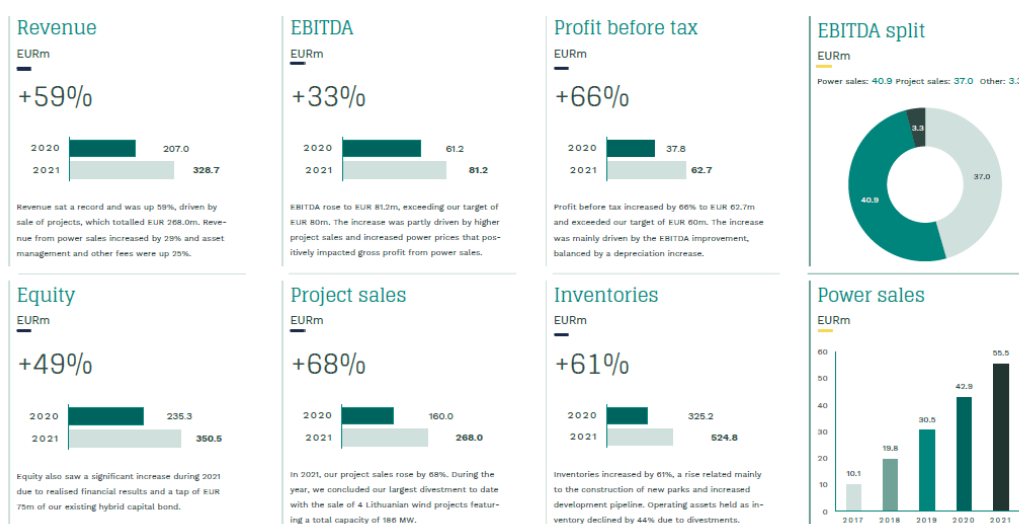 Revenue
EURm
+59%
2020 207.0
2021 328.7
Revenue sat a record and was up 59%, driven by
sale of projects, which totalled EUR 268.0m. Reve-
nue from power sales increased by 29% and asset
management and other fees were up 25%.
EBITDA
EURm
+33%
2020 61.2
2021 81.2
EBITDA rose to EUR 81.2m, exceeding our target of
EUR 80m. The increase was partly driven by higher
project sales and increased power prices that pos-
itively impacted gross profit from power sales.
Profit before tax
EURm
+66%
2020 37.8
2021 62.7
Profit before tax increased by 66% to EUR 62.7m
and exceeded our target of EUR 60m. The increase
was mainly driven by the EBITDA improvement,
balanced by a depreciation increase.
EBITDA split
EURm
Power sales: 40.9 Project sales: 37.0 Other: 3.3
3.3
37.0
40.9
Equity
EURm
+49%
2020 235.3
2021 350.5
Equity also saw a significant increase during 2021
due to realised financial results and a tap of EUR
75m of our existing hybrid capital bond.
Project sales
EURm
+68%
2020 160.0
2021 268.0
In 2021, our project sales rose by 68%. During the
year, we concluded our largest divestment to date
with the sale of 4 Lithuanian wind projects featur-
ing a total capacity of 186 MW.
Inventories
EURm
+61%
2020 325.2
2021 524.8
Inventories increased by 61%, a rise related mainly
to the construction of new parks and increased
development pipeline. Operating assets held as in-
ventory declined by 44% due to divestments.
Power sales
EURm
60
50
40
30
20
10
0
10.1
19.8
30.5
42.9
55.5
2017 2018 2019 2020 2021